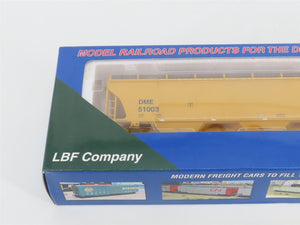 MODEL RAILROAD PRODUCTS FOR THE D
DME
51003
LBF Company
MODERN FREIGHT CARS TO FILL